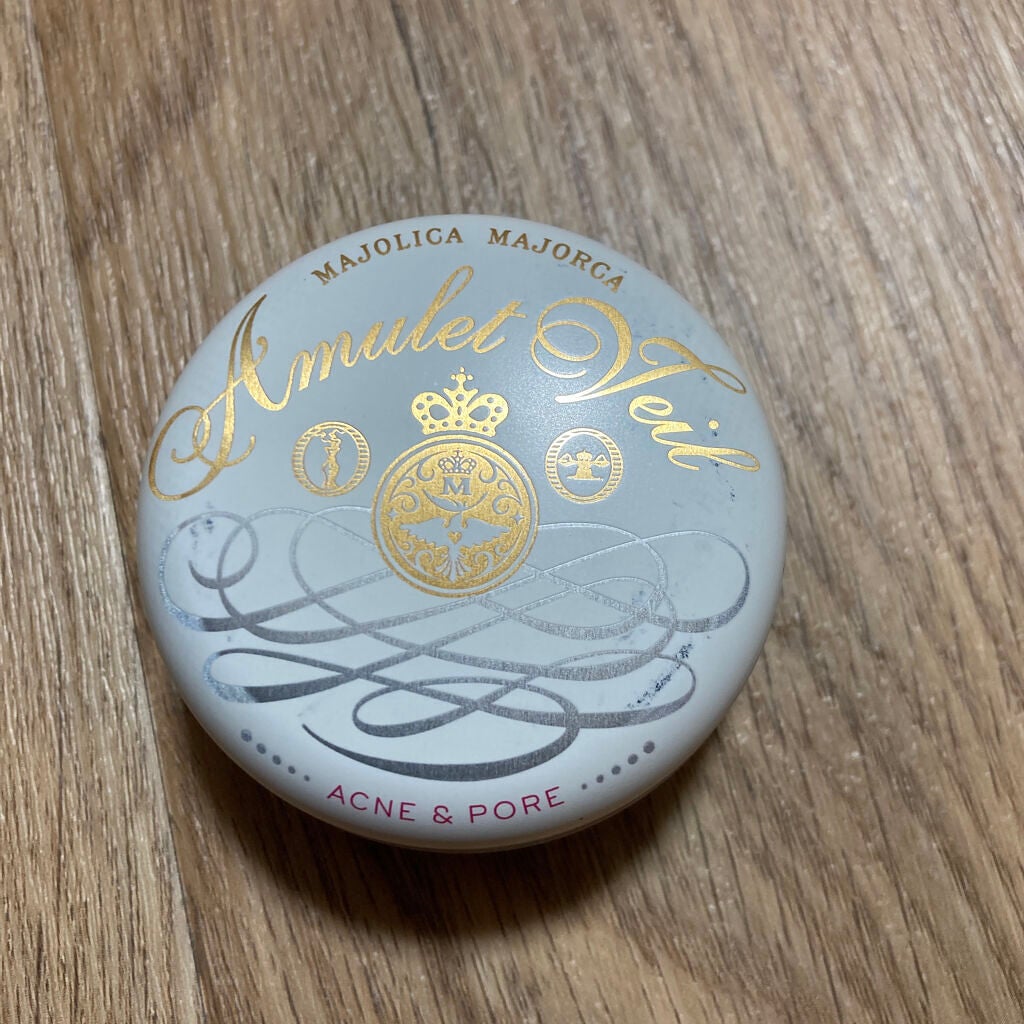 MAJOLICA MAJORCA
Amulet Veil
M
ACNE & PORE